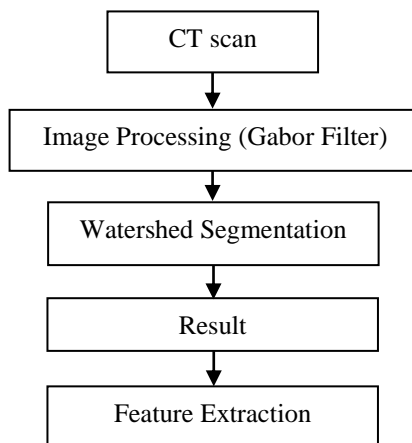 CT scan
Image Processing (Gabor Filter)
Watershed Segmentation
Result
Feature Extraction